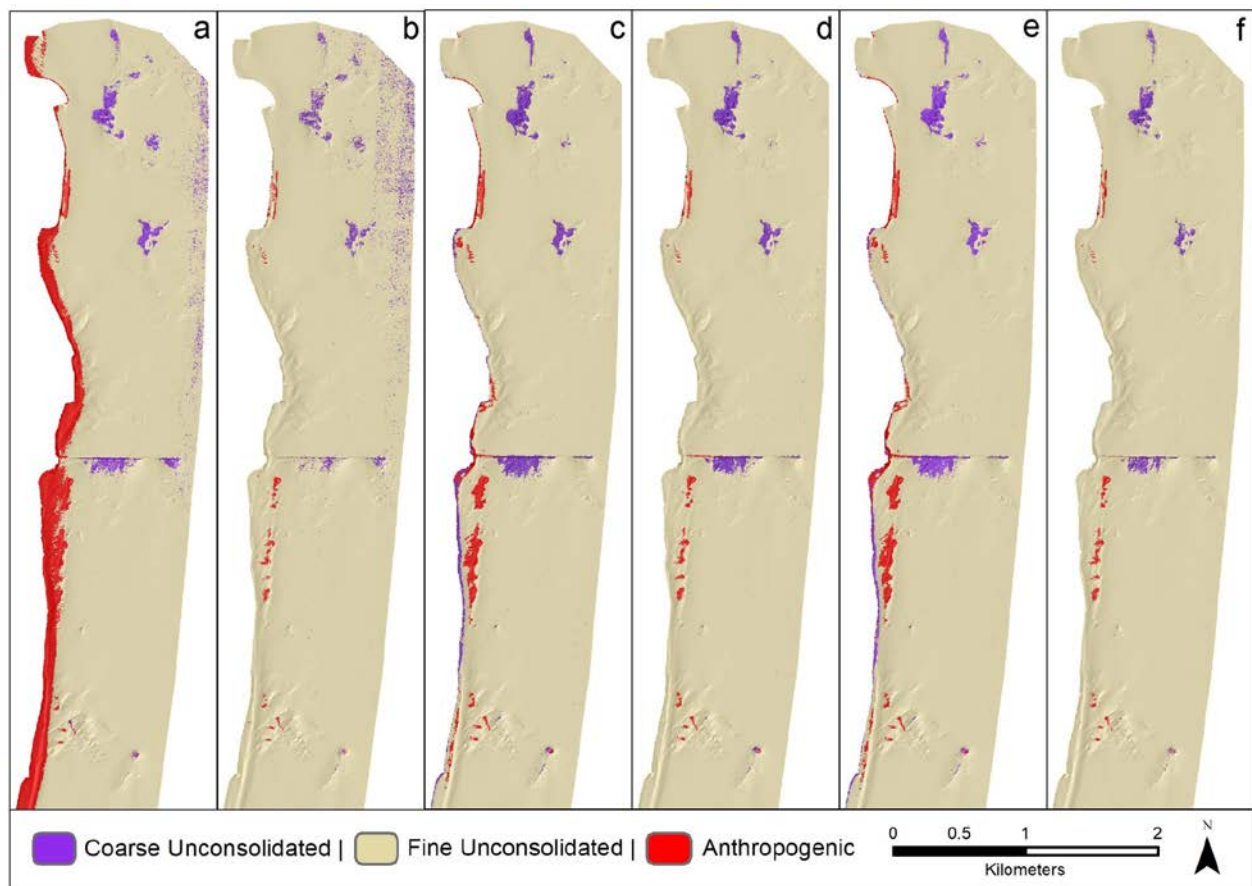 a b c d e f
Coarse Unconsolidated | Fine Unconsolidated | Anthropogenic
0 0.5 1 2
Kilometers
N